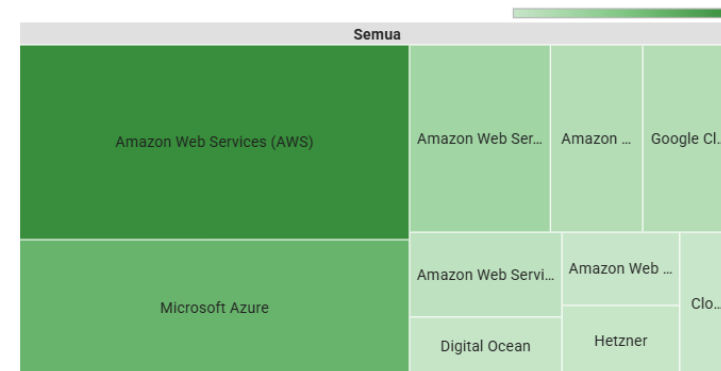 Semua
Amazon Web Services (AWS)
Amazon Web Ser...
Amazon ...
Google Cl...
Amazon Web Servi...
Amazon Web ...
Clo...
Microsoft Azure
Digital Ocean
Hetzner